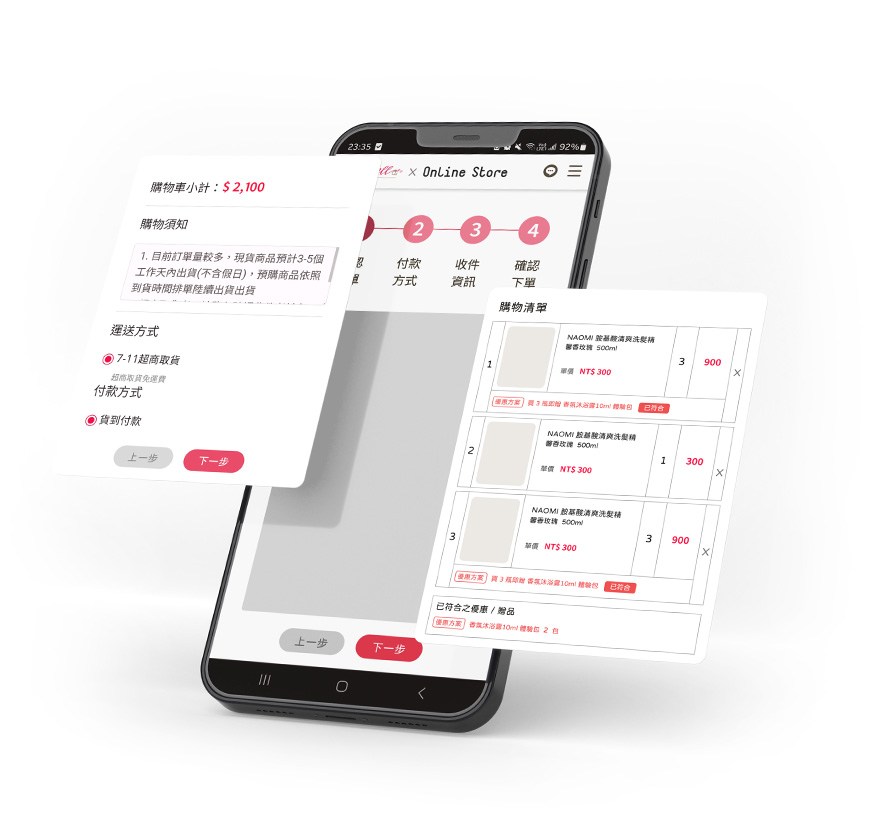 23:35
92%
× Online Store
2
3
4
付款
方式
收件
資訊
確認
下單
購物車小計：$ 2,100
購物須知
1. 目前訂單量較多，現貨商品預計3-5個
工作天內出貨(不含假日)，預購商品依照
到貨時間排單陸續出貨出貨
運送方式
7-11超商取貨
超商取貨免運費
付款方式
貨到付款
上一步
下一步
購物清單
1
NAOMI 胺基酸清爽洗髮精
馨香玫瑰 500ml
單價 NT$ 300
3
900
×
優惠方案 買 3 瓶即贈 香氛沐浴露10ml 體驗包 已符合
2
NAOMI 胺基酸清爽洗髮精
馨香玫瑰 500ml
單價 NT$ 300
1
300
×
3
NAOMI 胺基酸清爽洗髮精
馨香玫瑰 500ml
單價 NT$ 300
3
900
×
優惠方案 買 3 瓶即贈 香氛沐浴露10ml 體驗包 已符合
已符合之優惠 / 贈品
優惠方案 香氛沐浴露10ml 體驗包 2 包
上一步
下一步